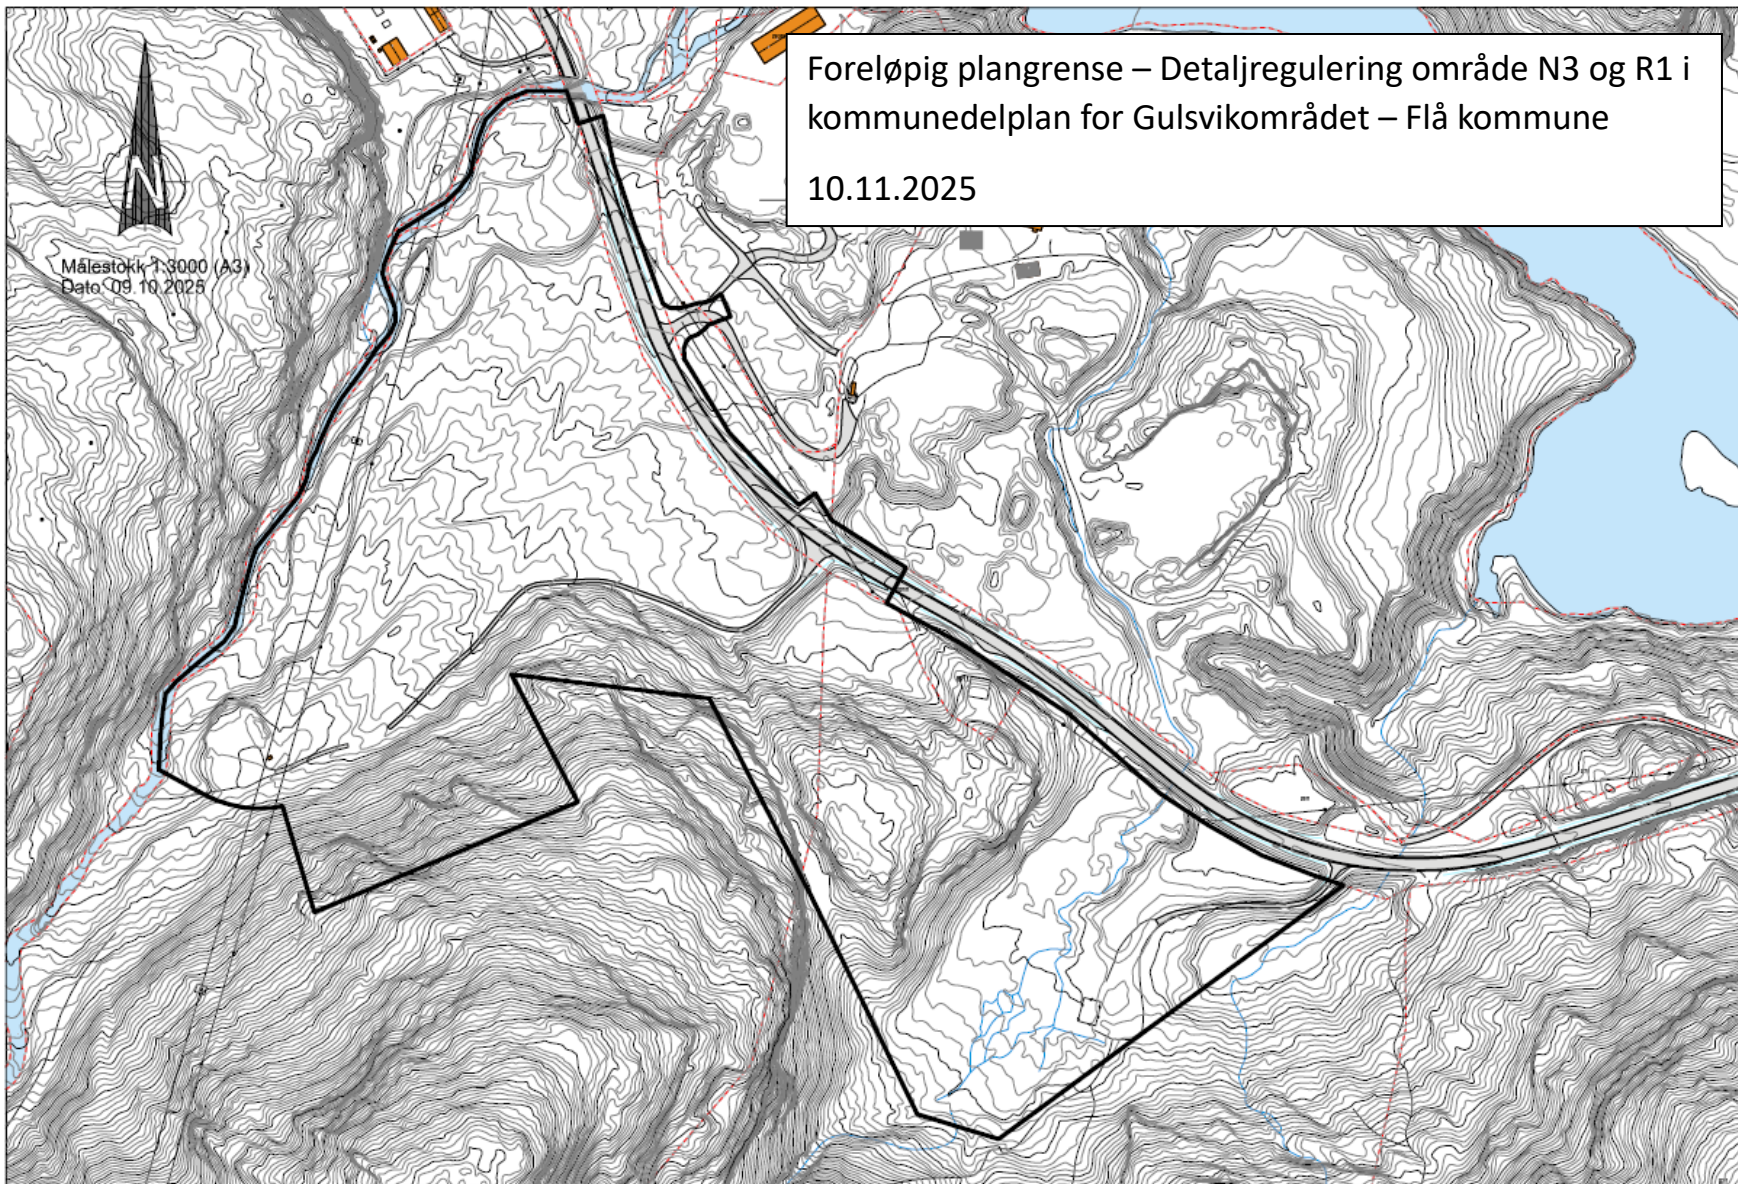 Foreløpig plangrense – Detaljregulering område N3 og R1 i
kommunedelplan for Gulsvikområdet – Flå kommune
10.11.2025
N
Målestokk 1:3000 (A3)
Dato: 09.10.2025